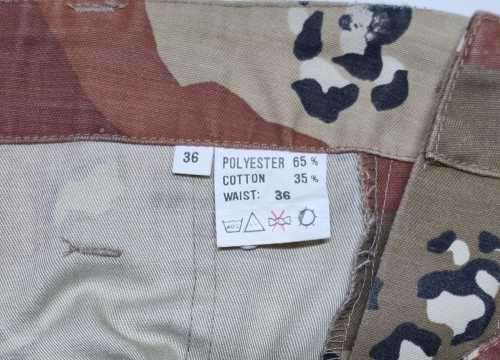 36
POLYESTER 65 %
COTTON 35 %
WAIST: 36